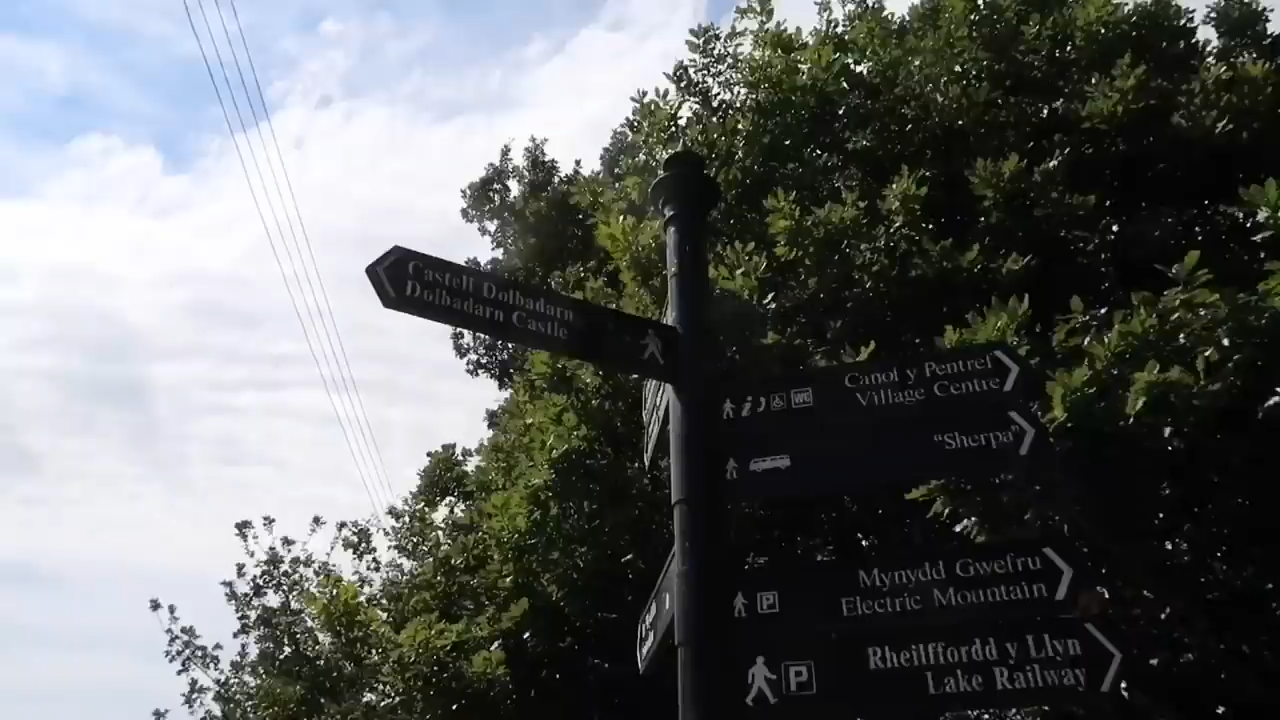 Castell Dolbadarn
Dolbadarn Castle
Canol y Pentref
Village Centre
WC
"Sherpa"
Mynydd Gwefru
Electric Mountain
P
Rheilffordd y Llyn
Lake Railway
P